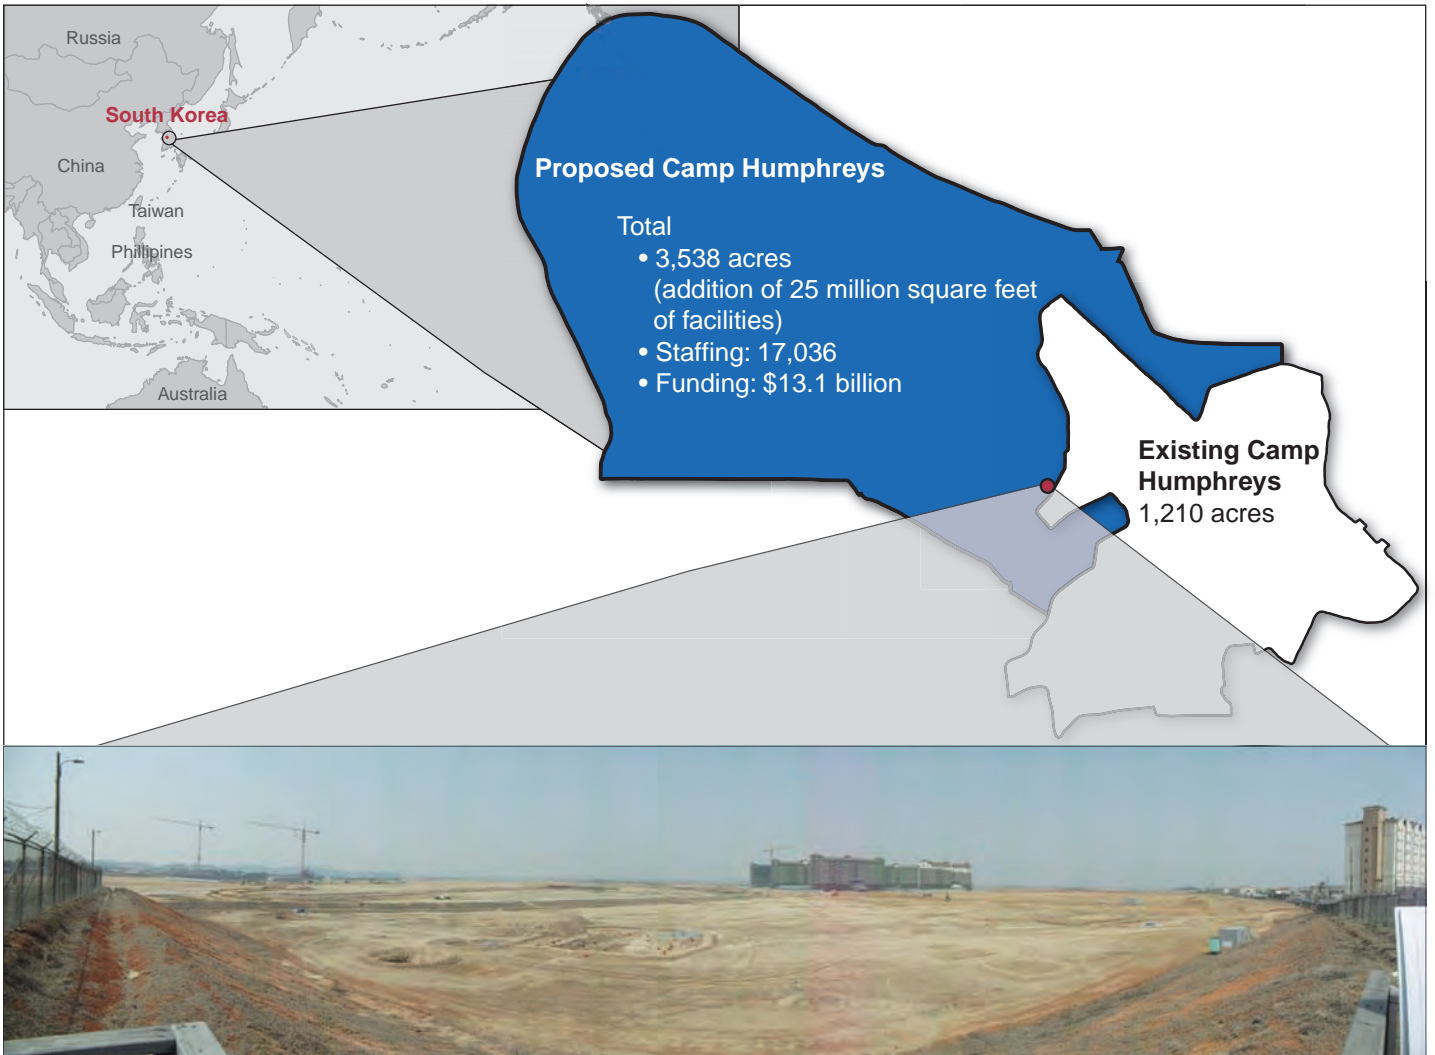 Russia
South Korea
China
Taiwan
Phillipines
Australia
Proposed Camp Humphreys
Total
• 3,538 acres
(addition of 25 million square feet
of facilities)
• Staffing: 17,036
• Funding: $13.1 billion
Existing Camp
Humphreys
1,210 acres